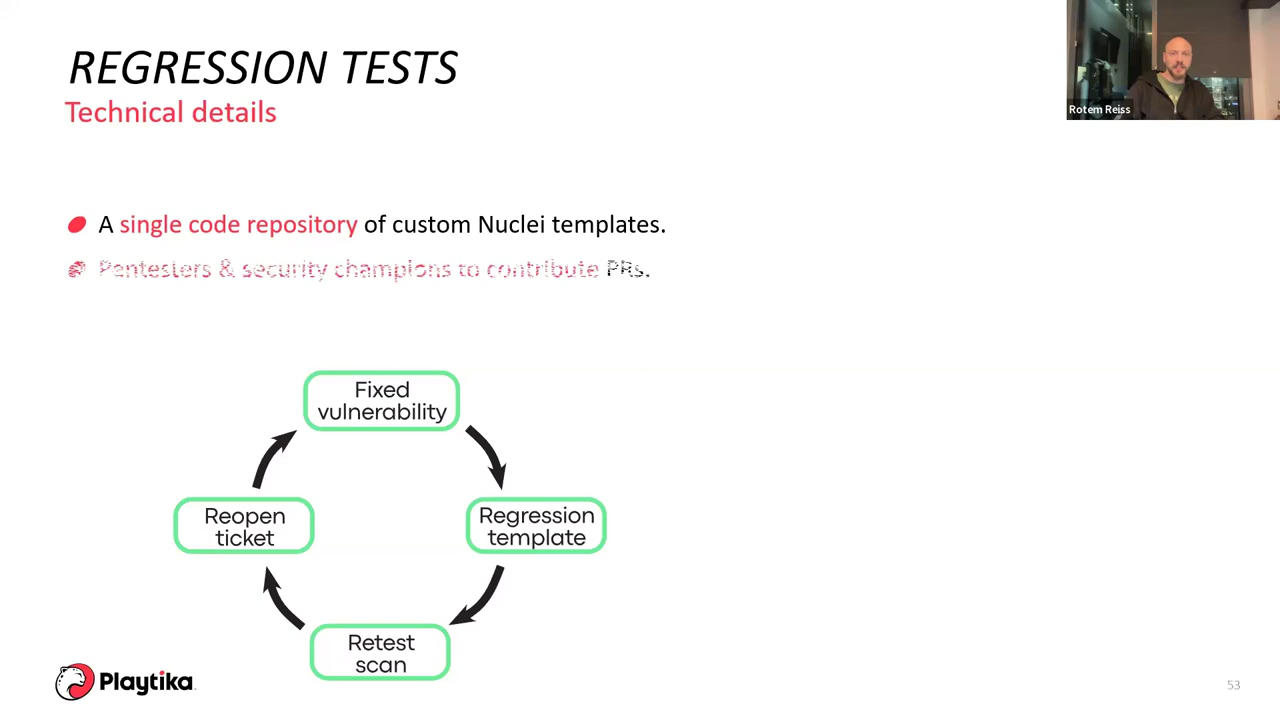 REGRESSION TESTS
Technical details
Rotem Reiss
A single code repository of custom Nuclei templates.
Pentesters & security champions to contribute PRs.
Fixed
vulnerability
Reopen
ticket
Regression
template
Retest
scan
Playtika
53